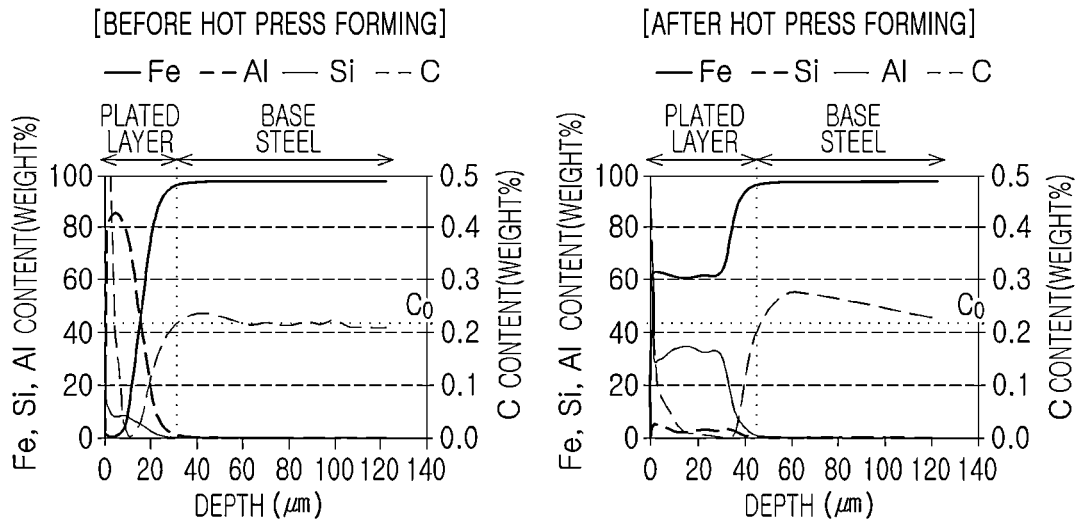 [BEFORE HOT PRESS FORMING]
Fe Al Si C
PLATED LAYER
BASE STEEL
Fe, Si, Al CONTENT(WEIGHT%)
100
80
60
40
20
0
0.5
0.4
0.3
0.2
0.1
0.0
C0
C CONTENT(WEIGHT%)
0 20 40 60 80 100 120 140
DEPTH (μm)
[AFTER HOT PRESS FORMING]
Fe Si Al C
PLATED LAYER
BASE STEEL
Fe, Si, Al CONTENT(WEIGHT%)
100
80
60
40
20
0
0.5
0.4
0.3
0.2
0.1
0.0
C0
C CONTENT(WEIGHT%)
0 20 40 60 80 100 120 140
DEPTH (μm)